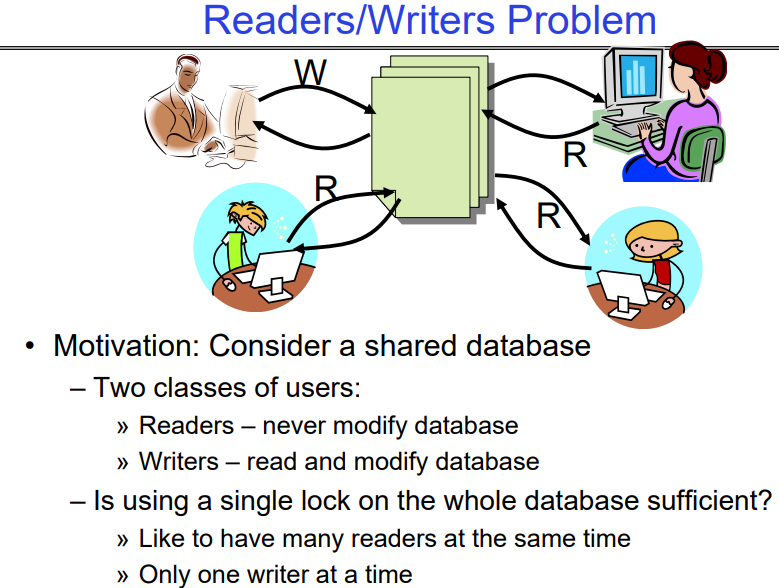 Readers/Writers Problem
W
R
R
R
• Motivation: Consider a shared database
– Two classes of users:
» Readers – never modify database
» Writers – read and modify database
– Is using a single lock on the whole database sufficient?
» Like to have many readers at the same time
» Only one writer at a time